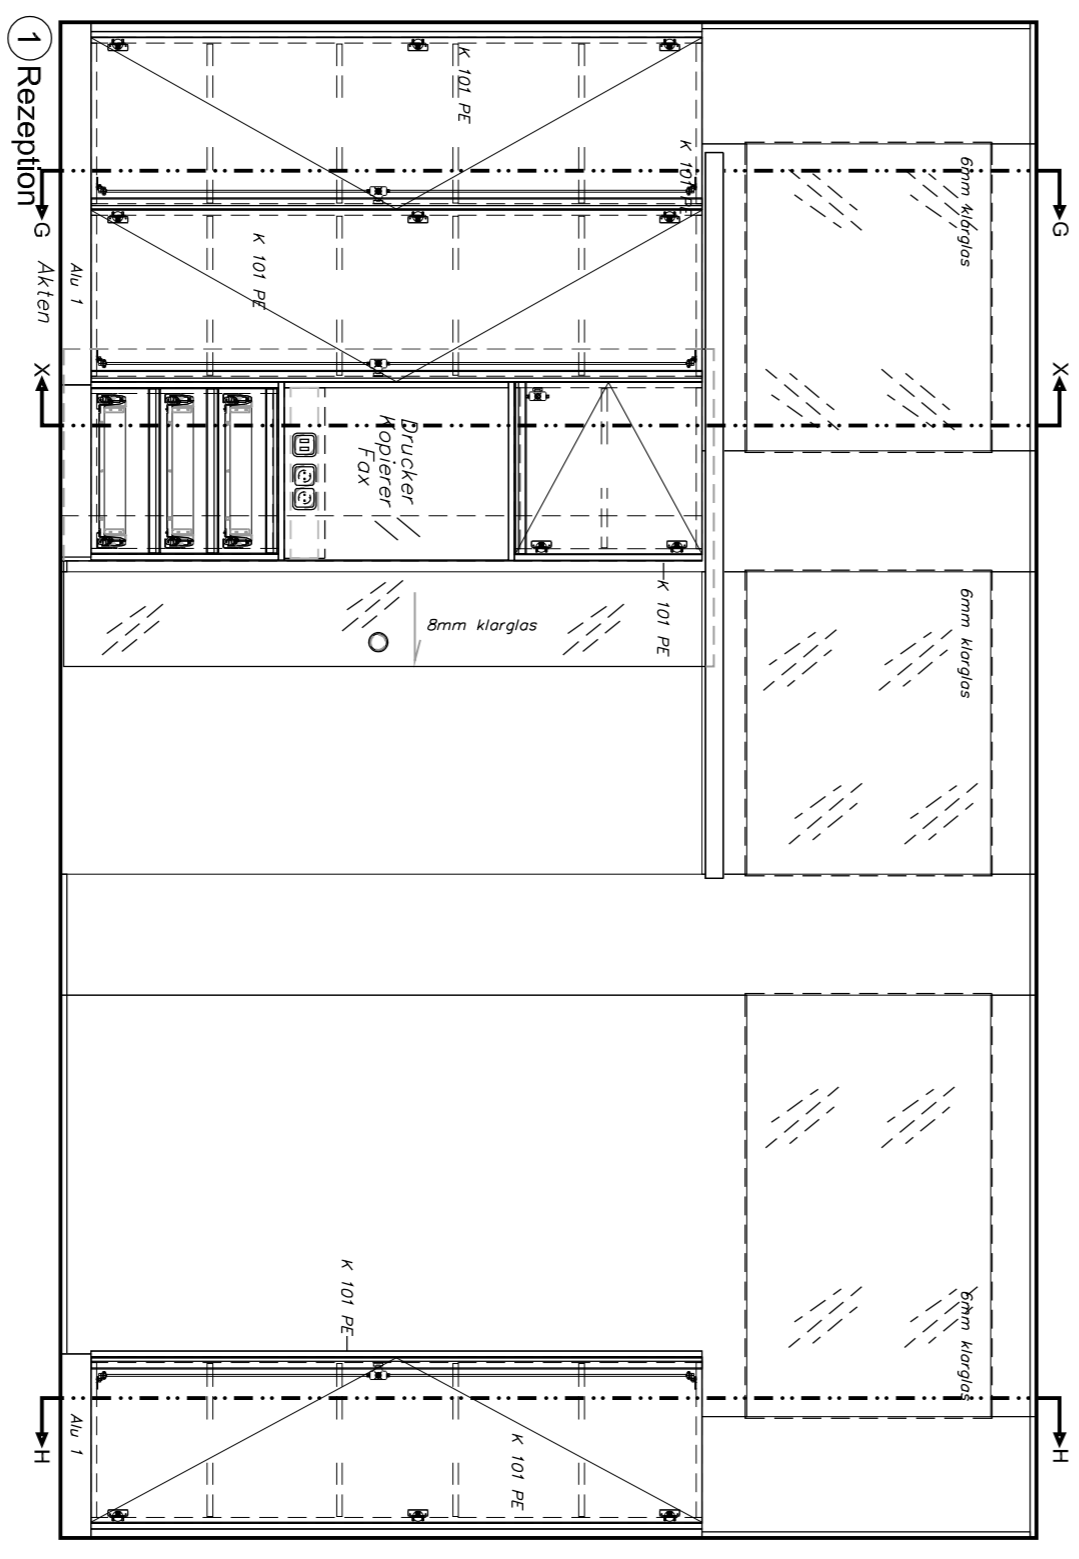 G
X
H
6mm klarglas
6mm klarglas
6mm klarglas
K 101 PE
K 101 PE
K 101 PE
K 101 PE
8mm klarglas
Drucker /
Kopierer /
Fax
K 101 PE
K 101 PE
Alu 1
Alu 1
G
Akten
X
H
1 Rezeption